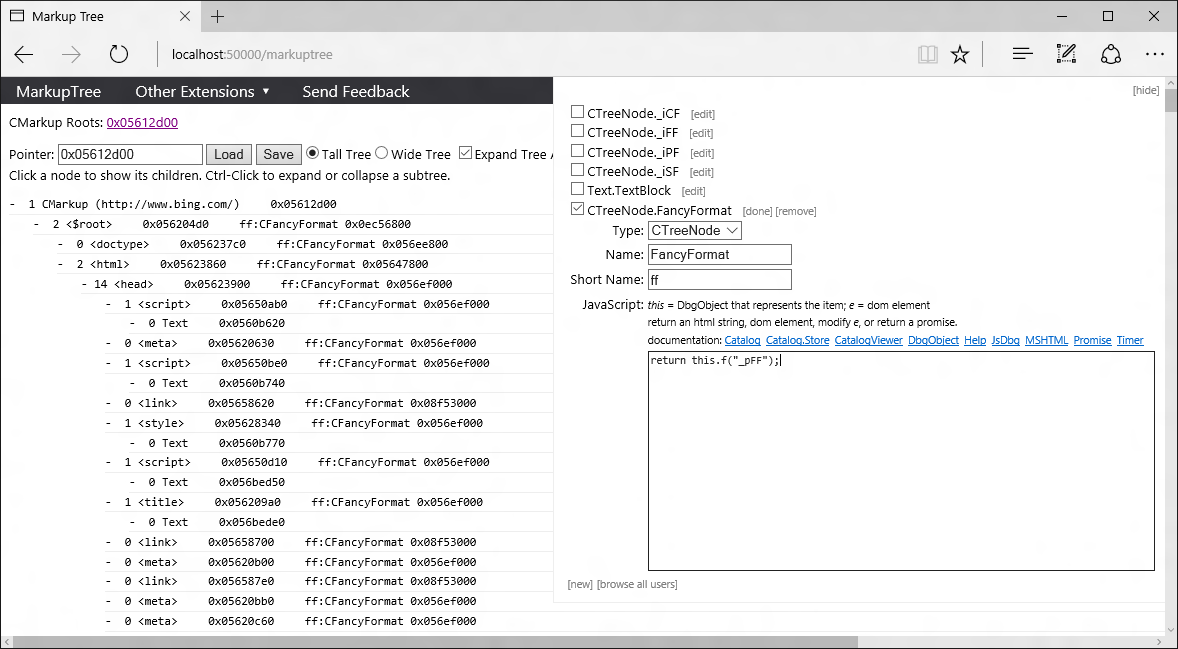 Markup Tree
localhost:50000/markuptree
MarkupTree Other Extensions ▼ Send Feedback
CMarkup Roots: 0x05612d00
Pointer: 0x05612d00 Load Save Tall Tree Wide Tree Expand Tree
Click a node to show its children. Ctrl-Click to expand or collapse a subtree.
- 1 CMarkup (http://www.bing.com/) 0x05612d00
- 2 <$root> 0x056204d0 ff:CFancyFormat 0x0ec56800
- 0 <doctype> 0x056237c0 ff:CFancyFormat 0x056ee800
- 2 <html> 0x05623860 ff:CFancyFormat 0x05647800
- 14 <head> 0x05623900 ff:CFancyFormat 0x056ef000
- 1 <script> 0x05650ab0 ff:CFancyFormat 0x056ef000
- 0 Text 0x0560b620
- 0 <meta> 0x05620630 ff:CFancyFormat 0x056ef000
- 1 <script> 0x05650be0 ff:CFancyFormat 0x056ef000
- 0 Text 0x0560b740
- 0 <link> 0x05658620 ff:CFancyFormat 0x08f53000
- 1 <style> 0x05628340 ff:CFancyFormat 0x056ef000
- 0 Text 0x0560b770
- 1 <script> 0x05650d10 ff:CFancyFormat 0x056ef000
- 0 Text 0x056bed50
- 1 <title> 0x056209a0 ff:CFancyFormat 0x056ef000
- 0 Text 0x056bede0
- 0 <link> 0x05658700 ff:CFancyFormat 0x08f53000
- 0 <meta> 0x05620b00 ff:CFancyFormat 0x056ef000
- 0 <link> 0x056587e0 ff:CFancyFormat 0x08f53000
- 0 <meta> 0x05620bb0 ff:CFancyFormat 0x056ef000
- 0 <meta> 0x05620c60 ff:CFancyFormat 0x056ef000
[hide]
CTreeNode._iCF [edit]
CTreeNode._iFF [edit]
CTreeNode._iPF [edit]
CTreeNode._iSF [edit]
Text.TextBlock [edit]
CTreeNode.FancyFormat [done] [remove]
Type: CTreeNode
Name: FancyFormat
Short Name: ff
JavaScript: this = DbgObject that represents the item; e = dom element
return an html string, dom element, modify e, or return a promise.
documentation: Catalog Catalog.Store CatalogViewer DbgObject Help JsDbg MSHTML Promise Timer
return this.f("_pFF");
[new] [browse all users]